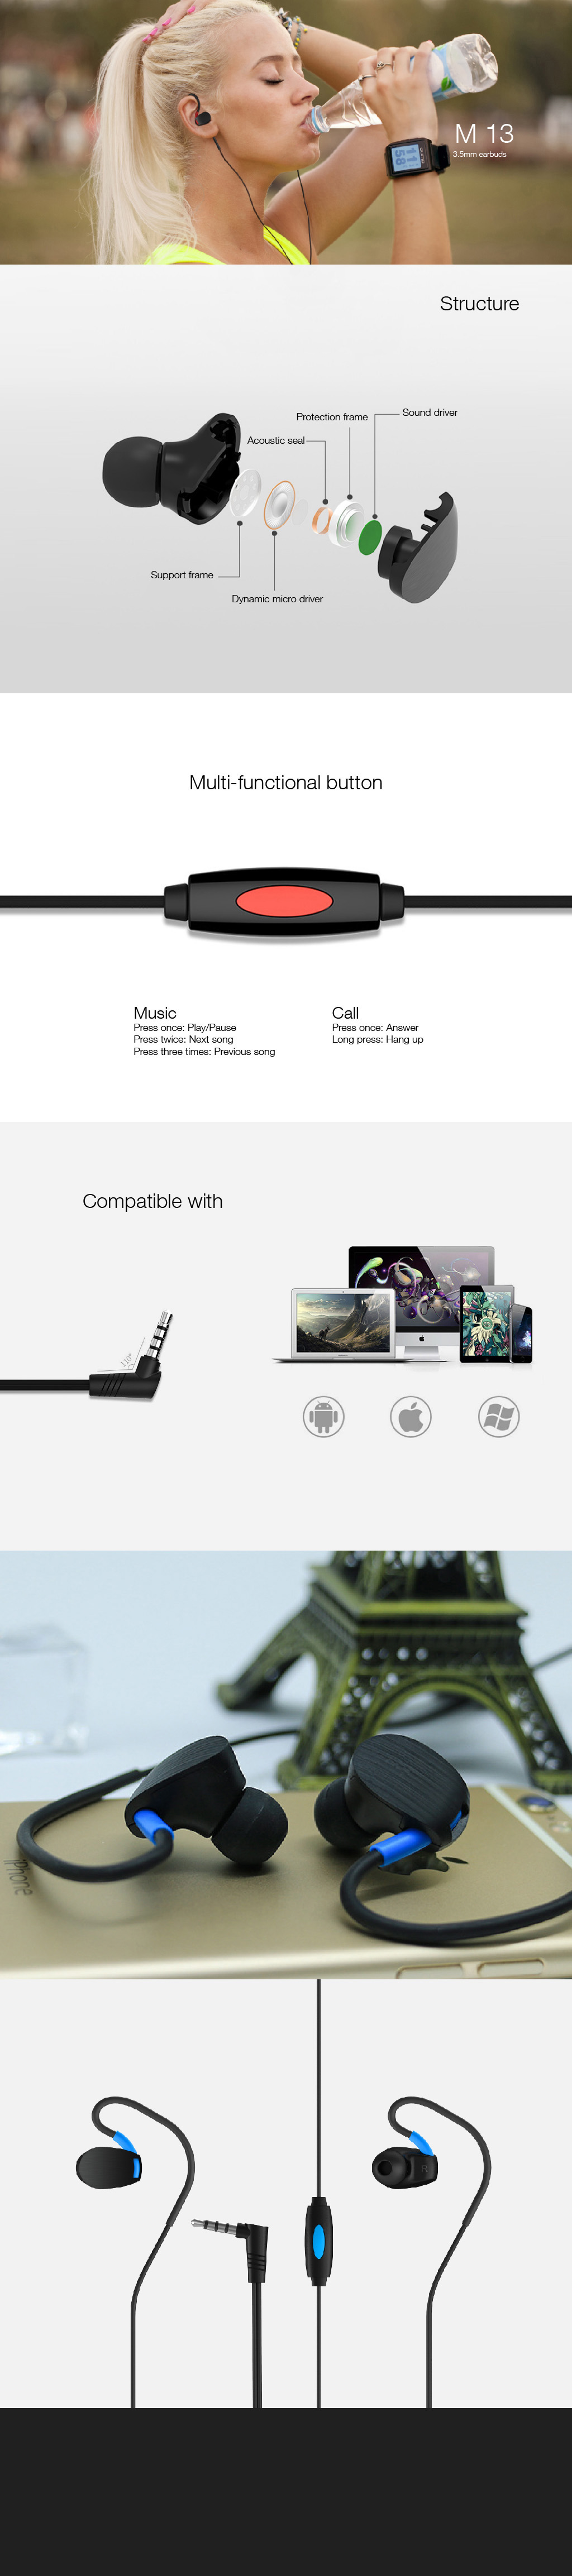 M 13
3.5mm earbuds
Structure
Protection frame
Sound driver
Acoustic seal
Support frame
Dynamic micro driver
Multi-functional button
Music
Press once: Play/Pause
Press twice: Next song
Press three times: Previous song
Call
Press once: Answer
Long press: Hang up
Compatible with
iPhone
R